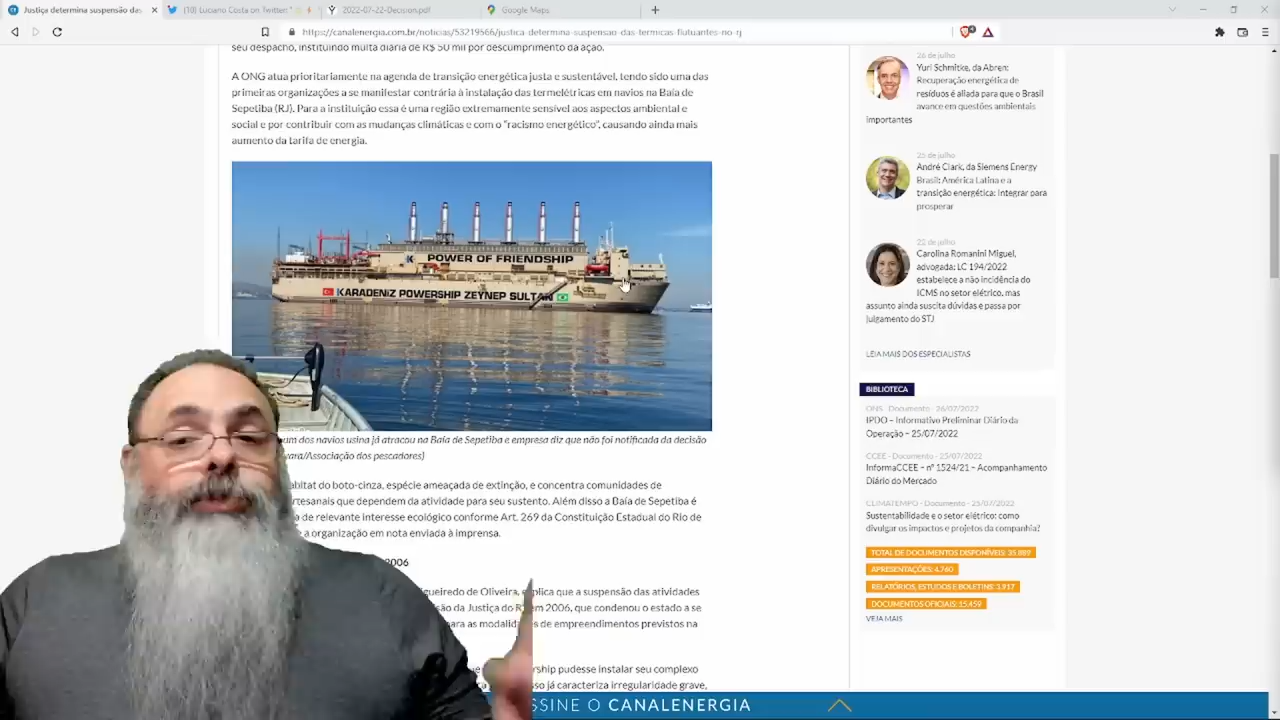 Justiça determina suspensão das
(10) Luciano Costa on Twitter: "
2022-07-22-Decision.pdf
Google Maps
https://canalenergia.com.br/noticias/53219566/justica-determina-suspensao-das-termicas-flutuantes-no-rj
seu despacho, instituindo multa diária de R$ 50 mil por descumprimento da ação.
A ONG atua prioritariamente na agenda de transição energética justa e sustentável, tendo sido uma das
primeiras organizações a se manifestar contrária à instalação das termelétricas em navios na Baía de
Sepetiba (RJ). Para a instituição essa é uma região extremamente sensível aos aspectos ambiental e
social e por contribuir com as mudanças climáticas e com o "racismo energético", causando ainda mais
aumento da tarifa de energia.
POWER OF FRIENDSHIP
KARADENIZ POWERSHIP ZEYNEP SULTAN
um dos navios usina já atracou na Baía de Sepetiba e empresa diz que não foi notificada da decisão
vara/Associação dos pescadores)
abitat do boto-cinza, espécie ameaçada de extinção, e concentra comunidades de
artesanais que dependem da atividade para seu sustento. Além disso a Baía de Sepetiba é
de relevante interesse ecológico conforme Art. 269 da Constituição Estadual do Rio de
a organização em nota enviada à imprensa.
2006
gueiredo de Oliveira, explica que a suspensão das atividades
são da Justiça do RJ em 2006, que condenou o estado a se
para as modalidades de empreendimentos previstos na
ue a Powership pudesse instalar seu complexo
sso já caracteriza irregularidade grave,
26 de julho
Yuri Schmitke, da Abren:
Recuperação energética de
resíduos é aliada para que o Brasil
avance em questões ambientais
importantes
25 de julho
André Clark, da Siemens Energy
Brasil: América Latina e a
transição energética: Integrar para
prosperar
22 de julho
Carolina Romanini Miguel,
advogada: LC 194/2022
estabelece a não incidência do
ICMS no setor elétrico, mas
assunto ainda suscita dúvidas e passa por
julgamento do STJ
LEIA MAIS DOS ESPECIALISTAS
BIBLIOTECA
ONS - Documento - 26/07/2022
IPDO – Informativo Preliminar Diário da
Operação – 25/07/2022
CCEE - Documento - 25/07/2022
InformaCCEE – nº 1524/21 – Acompanhamento
Diário do Mercado
CLIMATEMPO - Documento - 25/07/2022
Sustentabilidade e o setor elétrico: como
divulgar os impactos e projetos da companhia?
TOTAL DE DOCUMENTOS DISPONÍVEIS: 35.899
APRESENTAÇÕES: 4.760
RELATÓRIOS, ESTUDOS E BOLETINS: 3.917
DOCUMENTOS OFICIAIS: 15.459
VEJA MAIS
SSINE O CANALENERGIA